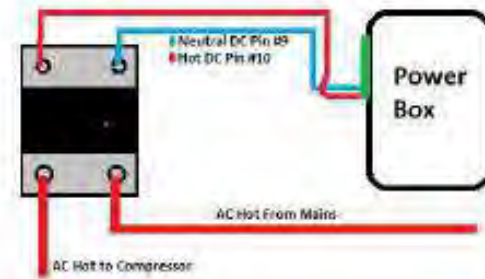 Neutral DC Pin #9
Hot DC Pin #10
Power
Box
AC Hot From Mains
AC Hot to Compressor